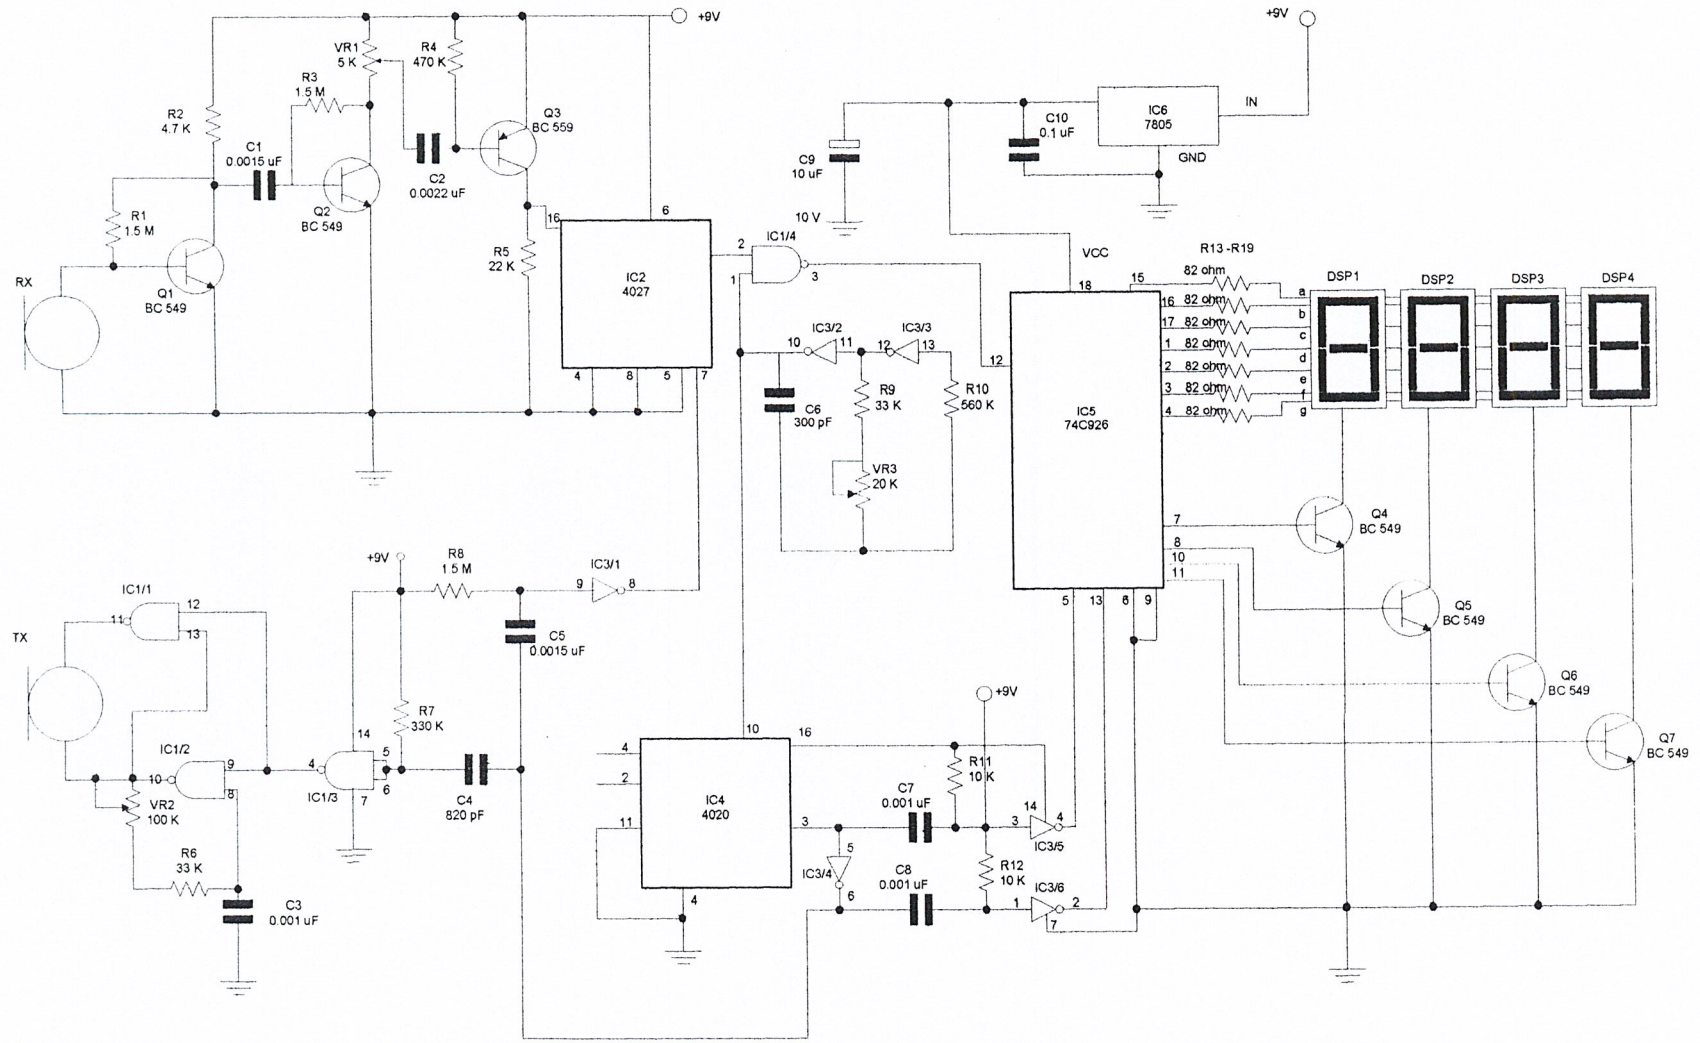 +9V
VR1
5 K
R4
470 K
R3
1.5 M
R2
4.7 K
C1
0.0015 uF
Q3
BC 559
C2
0.0022 uF
Q2
BC 549
R1
1.5 M
Q1
BC 549
RX
R5
22 K
16
6
IC2
4027
4
8
5
7
IC1/4
2
1
3
+9V
IN
IC6
7805
GND
C10
0.1 uF
C9
10 uF
10 V
VCC
R13 -R19
18
15
82 ohm
16
82 ohm
17
82 ohm
1
82 ohm
2
82 ohm
3
82 ohm
4
82 ohm
a
b
c
d
e
f
g
DSP1
DSP2
DSP3
DSP4
12
IC5
74C926
7
8
10
11
5
13
6
9
Q4
BC 549
Q5
BC 549
Q6
BC 549
Q7
BC 549
10
IC3/2
11
12
IC3/3
13
C6
300 pF
R9
33 K
R10
560 K
VR3
20 K
+9V
R8
1.5 M
9
IC3/1
8
C5
0.0015 uF
IC1/1
11
12
13
TX
IC1/2
10
9
8
VR2
100 K
R6
33 K
C3
0.001 uF
R7
330 K
14
4
5
6
7
IC1/3
C4
820 pF
4
2
11
10
16
3
4
IC4
4020
+9V
R11
10 K
C7
0.001 uF
14
3
4
IC3/5
5
IC3/4
6
C8
0.001 uF
R12
10 K
IC3/6
1
2
7